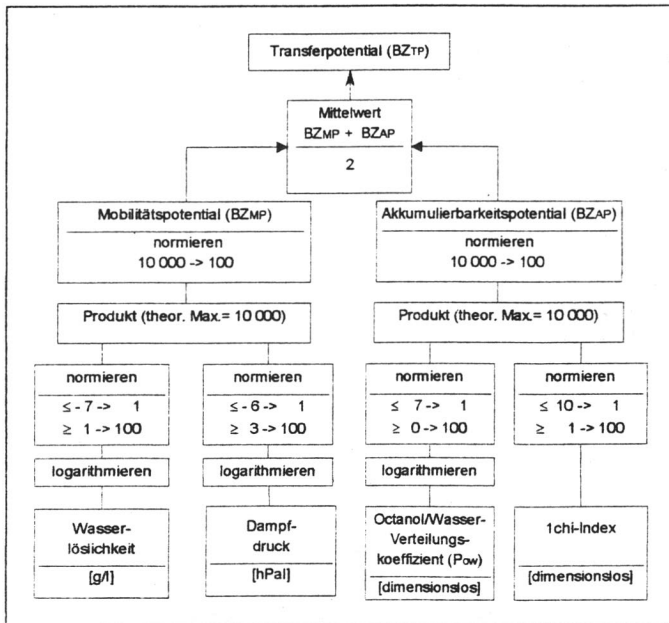 Transferpotential (BZTP)
Mittelwert
BZMP + BZAP
2
Mobilitätspotential (BZMP)
normieren
10 000 -> 100
Akkumulierbarkeitspotential (BZAP)
normieren
10 000 -> 100
Produkt (theor. Max.= 10 000)
Produkt (theor. Max.= 10 000)
normieren
≤ - 7 -> 1
≥ 1 -> 100
normieren
≤ - 6 -> 1
≥ 3 -> 100
normieren
≤ 7 -> 1
≥ 0 -> 100
normieren
≤ 10 -> 1
≥ 1 -> 100
logarithmieren
logarithmieren
logarithmieren
Wasser-
löslichkeit
[g/l]
Dampf-
druck
[hPal]
Octanol/Wasser-
Verteilungs-
koeffizient (Pow)
[dimensionslos]
1chi-Index
[dimensionslos]